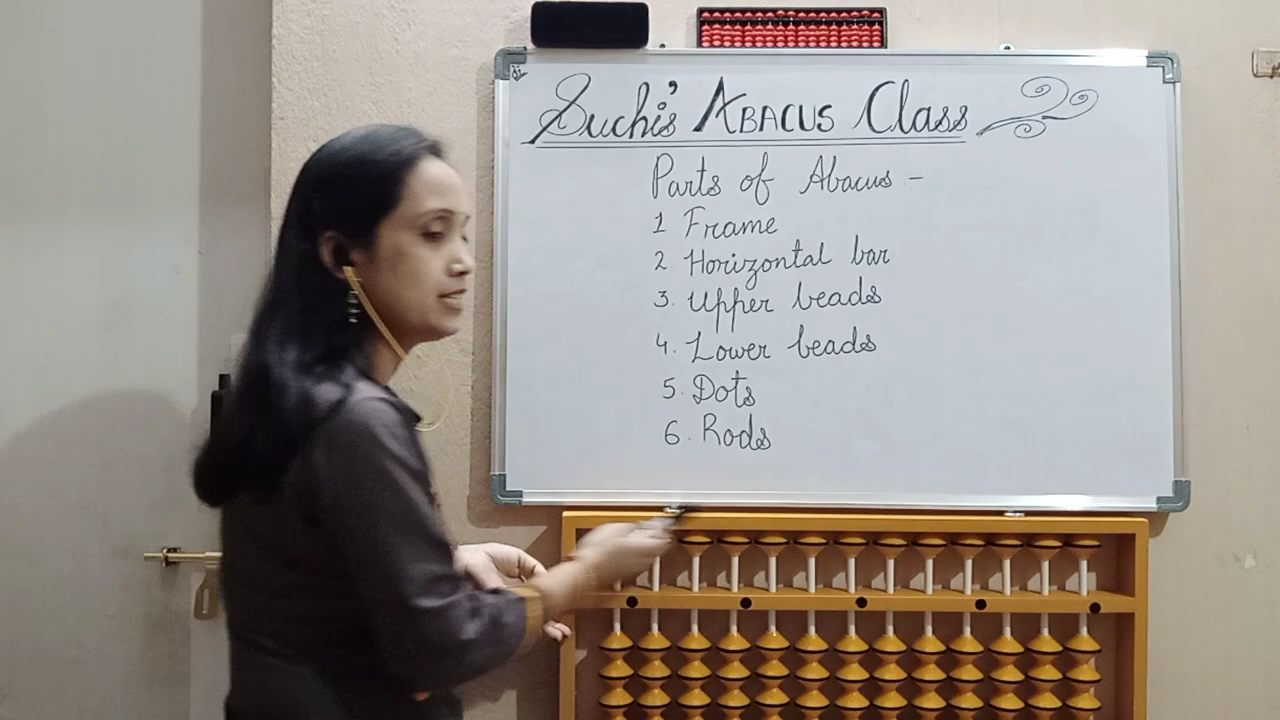 Suchi's ABACUS Class
Parts of Abacus -
1 Frame
2. Horizontal bar
3. Upper beads
4. Lower beads
5. Dots
6. Rods